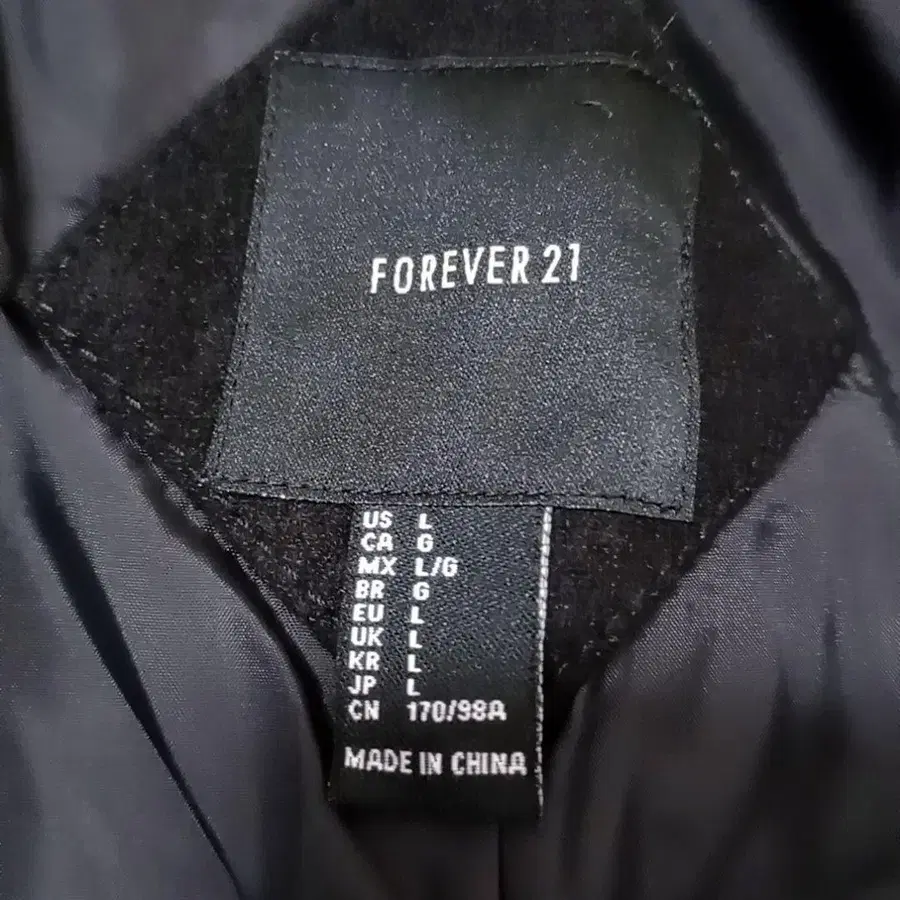 FOREVER 21
US L
CA G
MX L/G
BR G
EU L
UK L
KR L
JP L
CN 170/98A
MADE IN CHINA